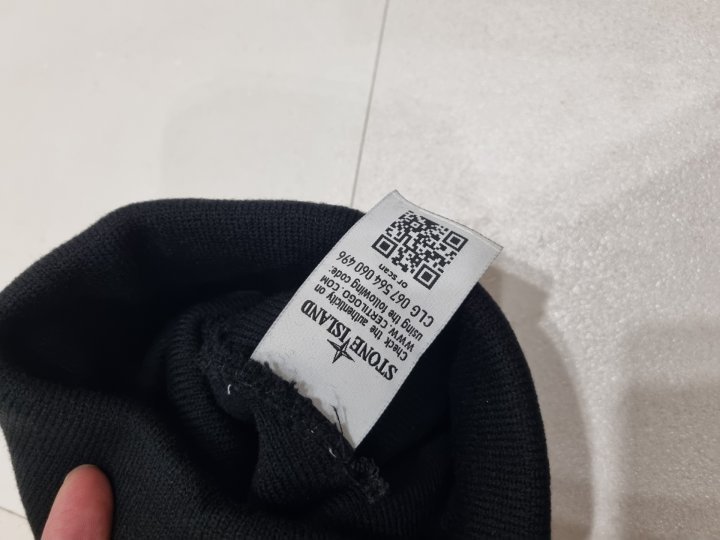 STONE ISLAND
Check the authenticity on
WWW.CERTILOGO.COM
using the following code:
CLG 067 564 060 496
or scan